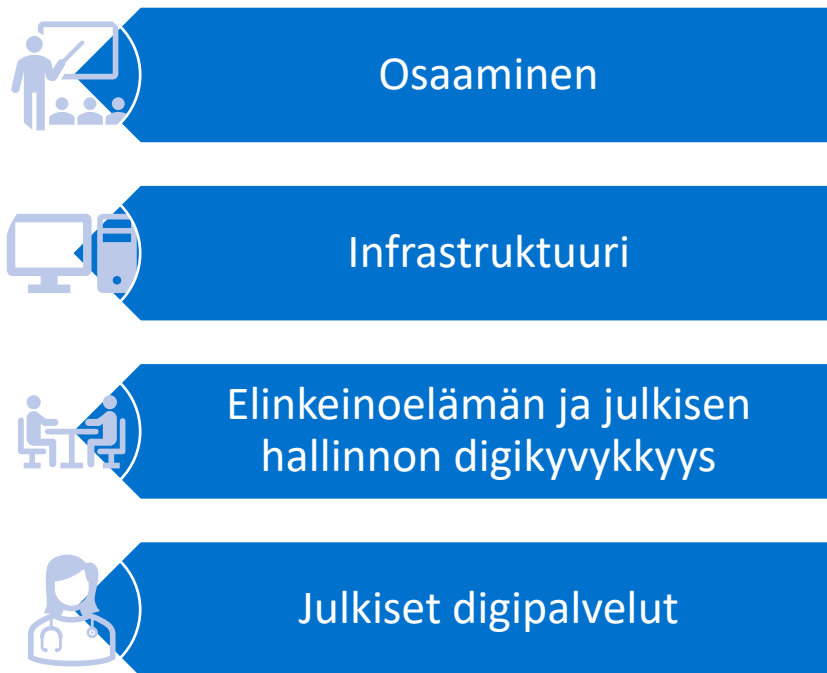 Osaaminen
Infrastruktuuri
Elinkeinoelämän ja julkisen
hallinnon digikyvykkyys
Julkiset digipalvelut